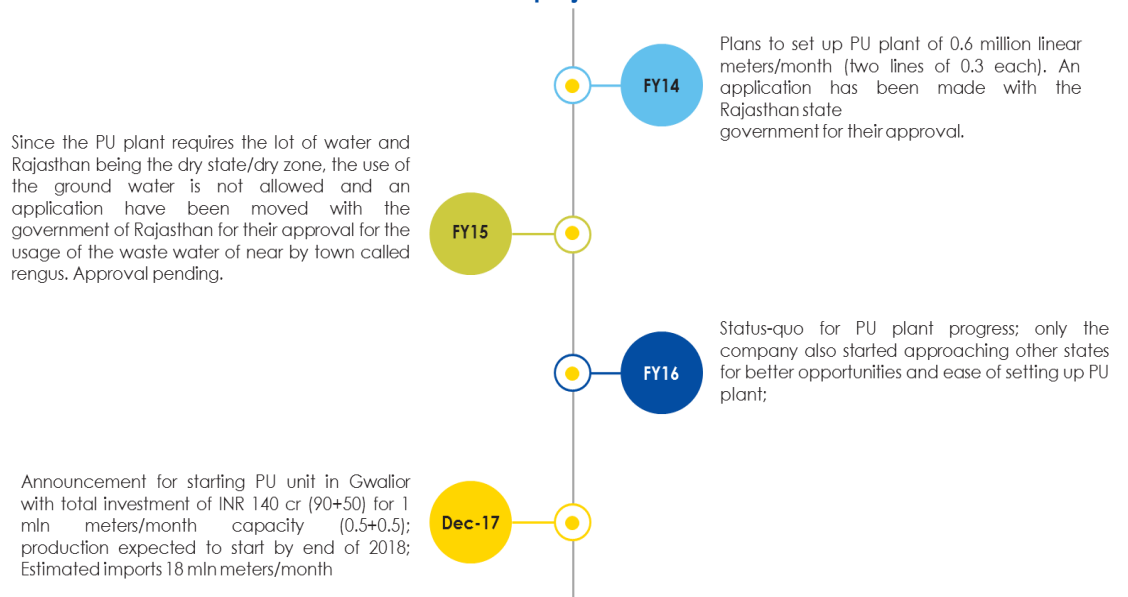 FY14
Plans to set up PU plant of 0.6 million linear
meters/month (two lines of 0.3 each). An
application has been made with the
Rajasthan state
government for their approval.
Since the PU plant requires the lot of water and
Rajasthan being the dry state/dry zone, the use of
the ground water is not allowed and an
application have been moved with the
government of Rajasthan for their approval for the
usage of the waste water of near by town called
rengus. Approval pending.
FY15
FY16
Status-quo for PU plant progress; only the
company also started approaching other states
for better opportunities and ease of setting up PU
plant;
Announcement for starting PU unit in Gwalior
with total investment of INR 140 cr (90+50) for 1
mln meters/month capacity (0.5+0.5);
production expected to start by end of 2018;
Estimated imports 18 mln meters/month
Dec-17